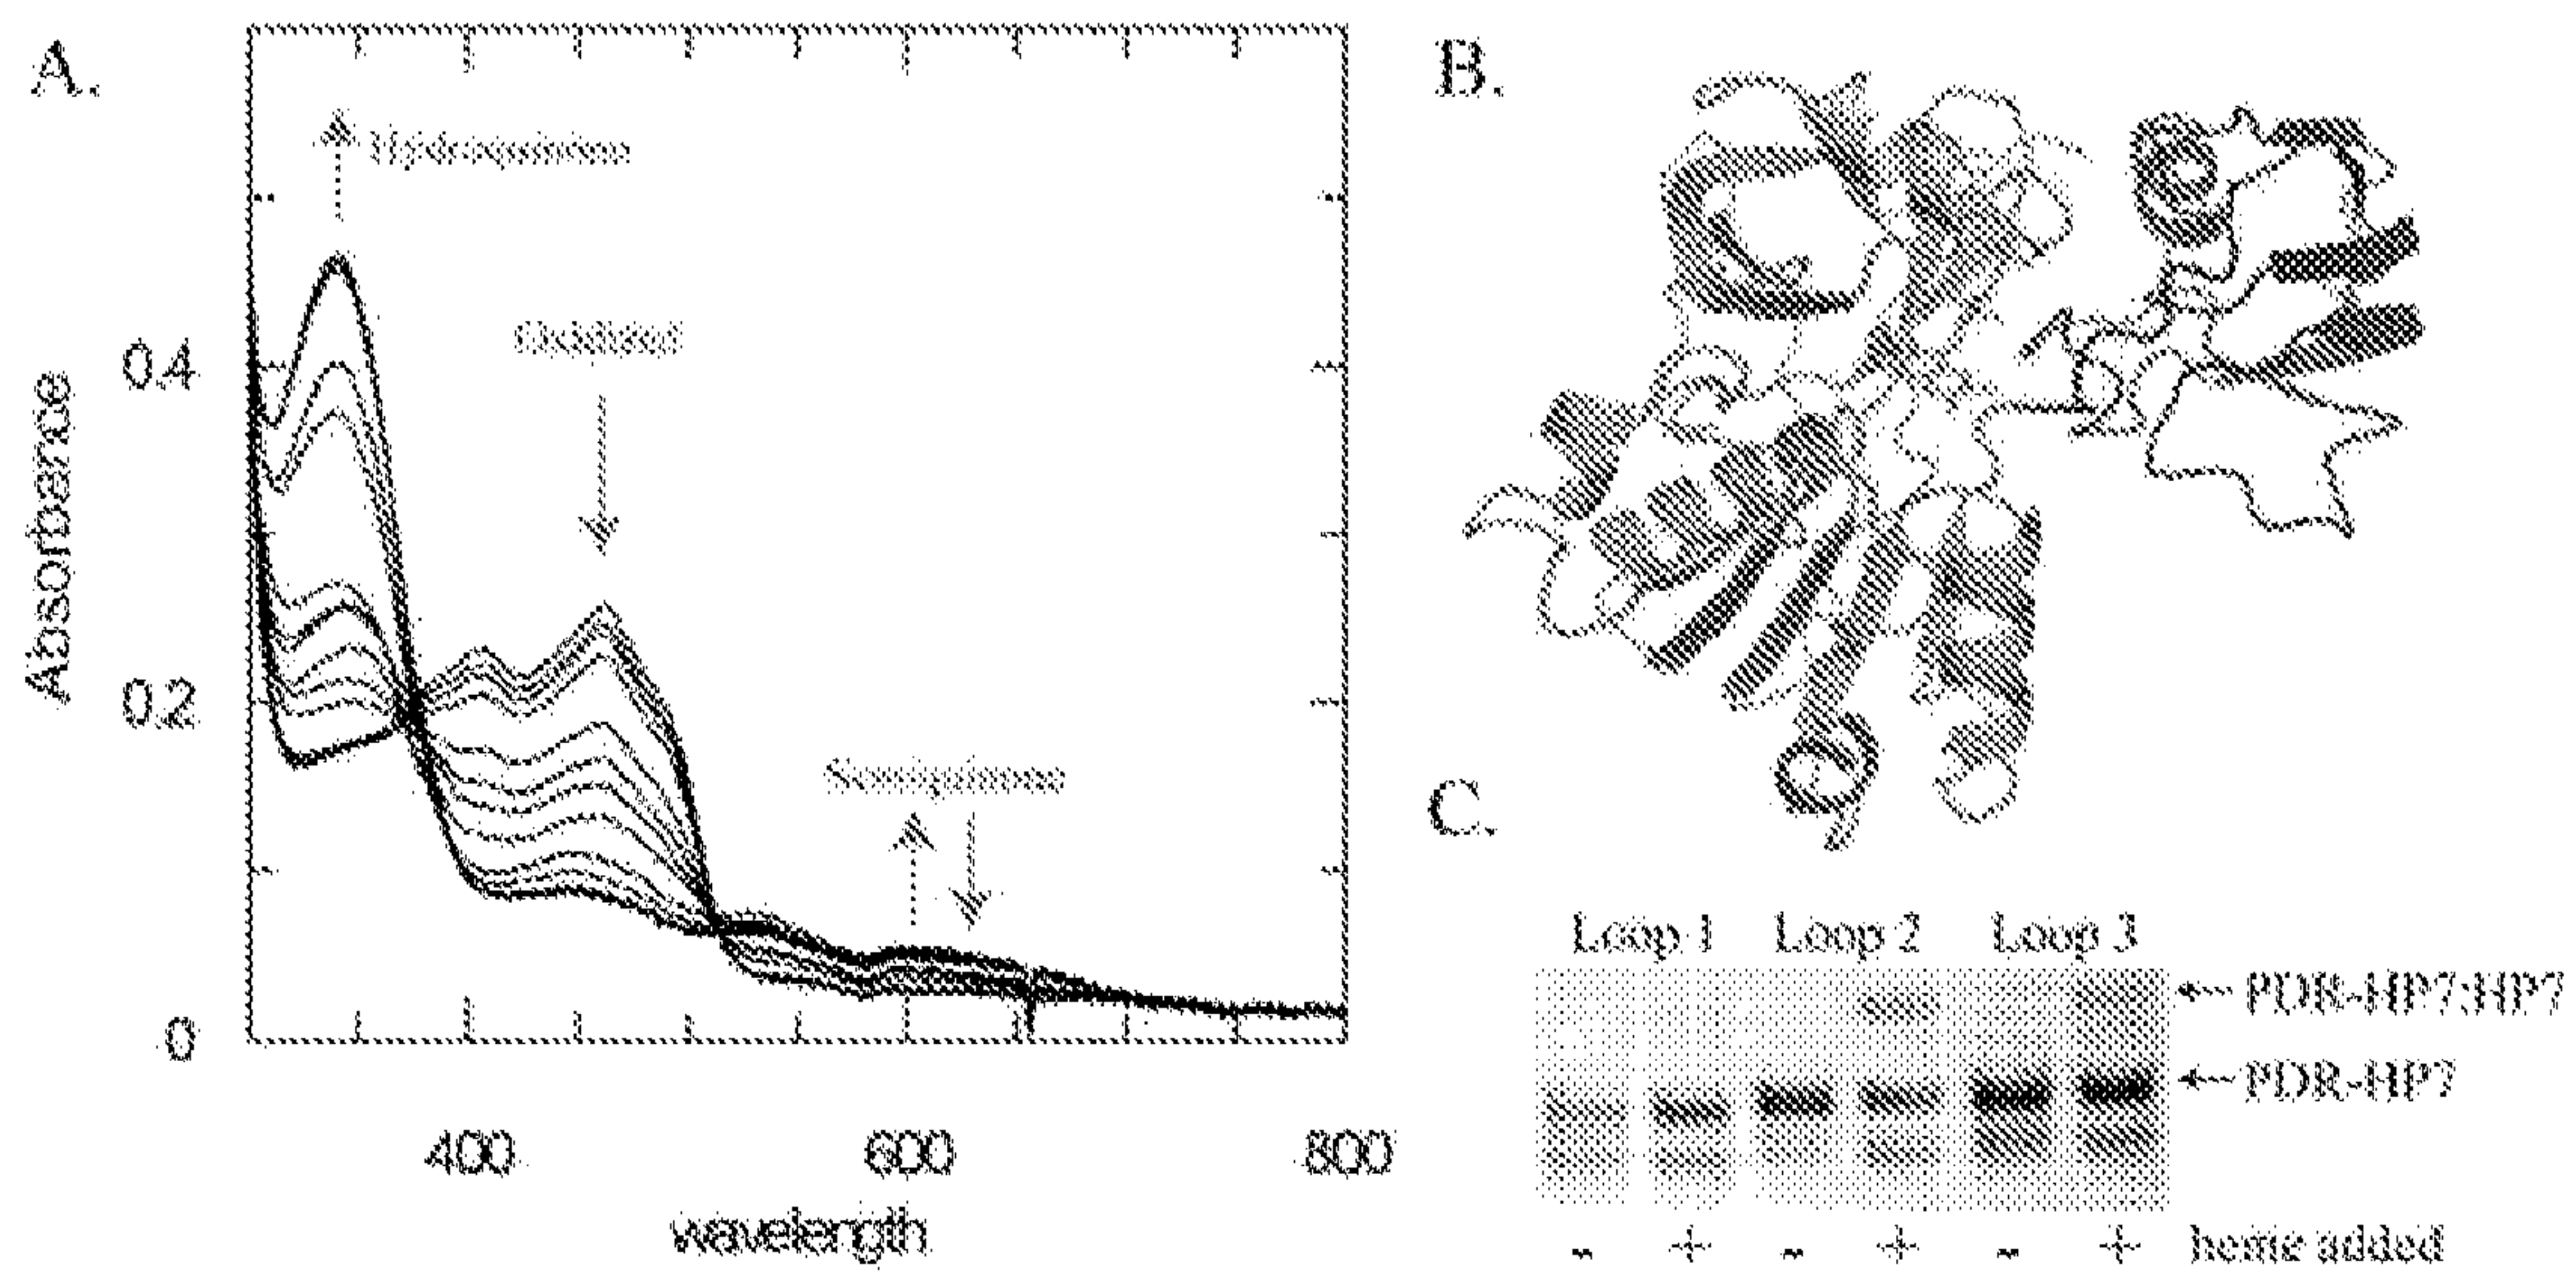 A.
Hydroquinone
Oxidized
Semiquinone
Absorbance
0.4
0.2
0
400 600 800
wavelength
B.
C.
Loop 1 Loop 2 Loop 3
PDR-HP7:HP7
PDR-HP7
- + - + - + heme added